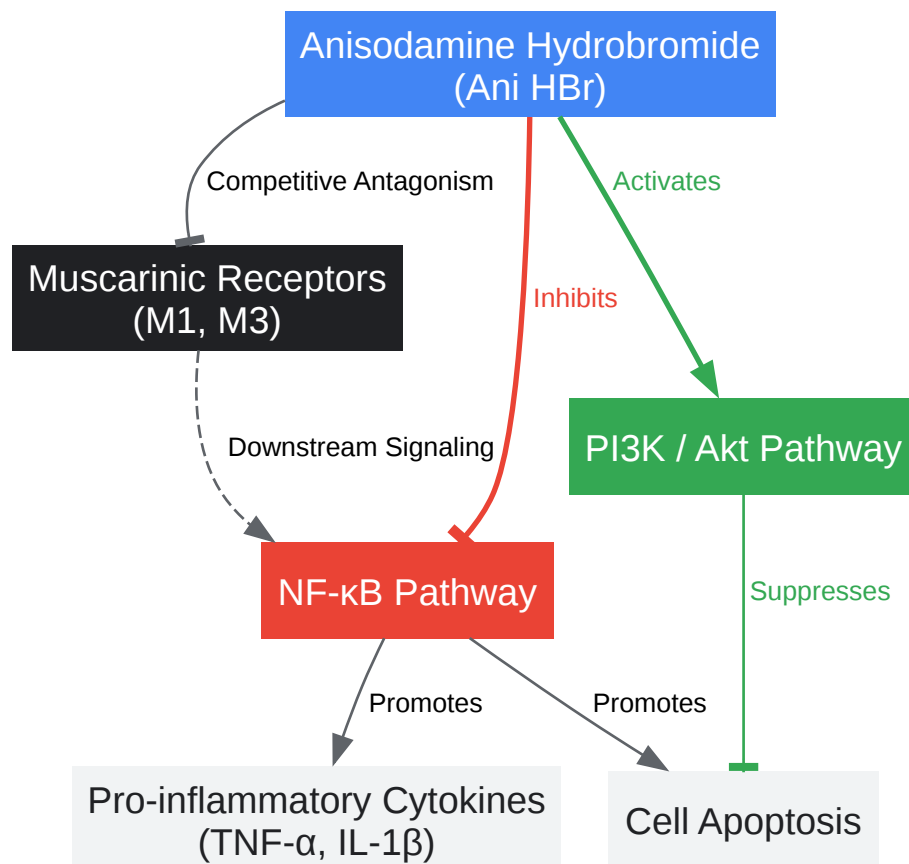 Anisodamine Hydrobromide
(Ani HBr)
Competitive Antagonism
Activates
Muscarinic Receptors
(M1, M3)
Inhibits
Downstream Signaling
PI3K / Akt Pathway
NF-κB Pathway
Suppresses
Promotes
Promotes
Pro-inflammatory Cytokines
(TNF-α, IL-1β)
Cell Apoptosis